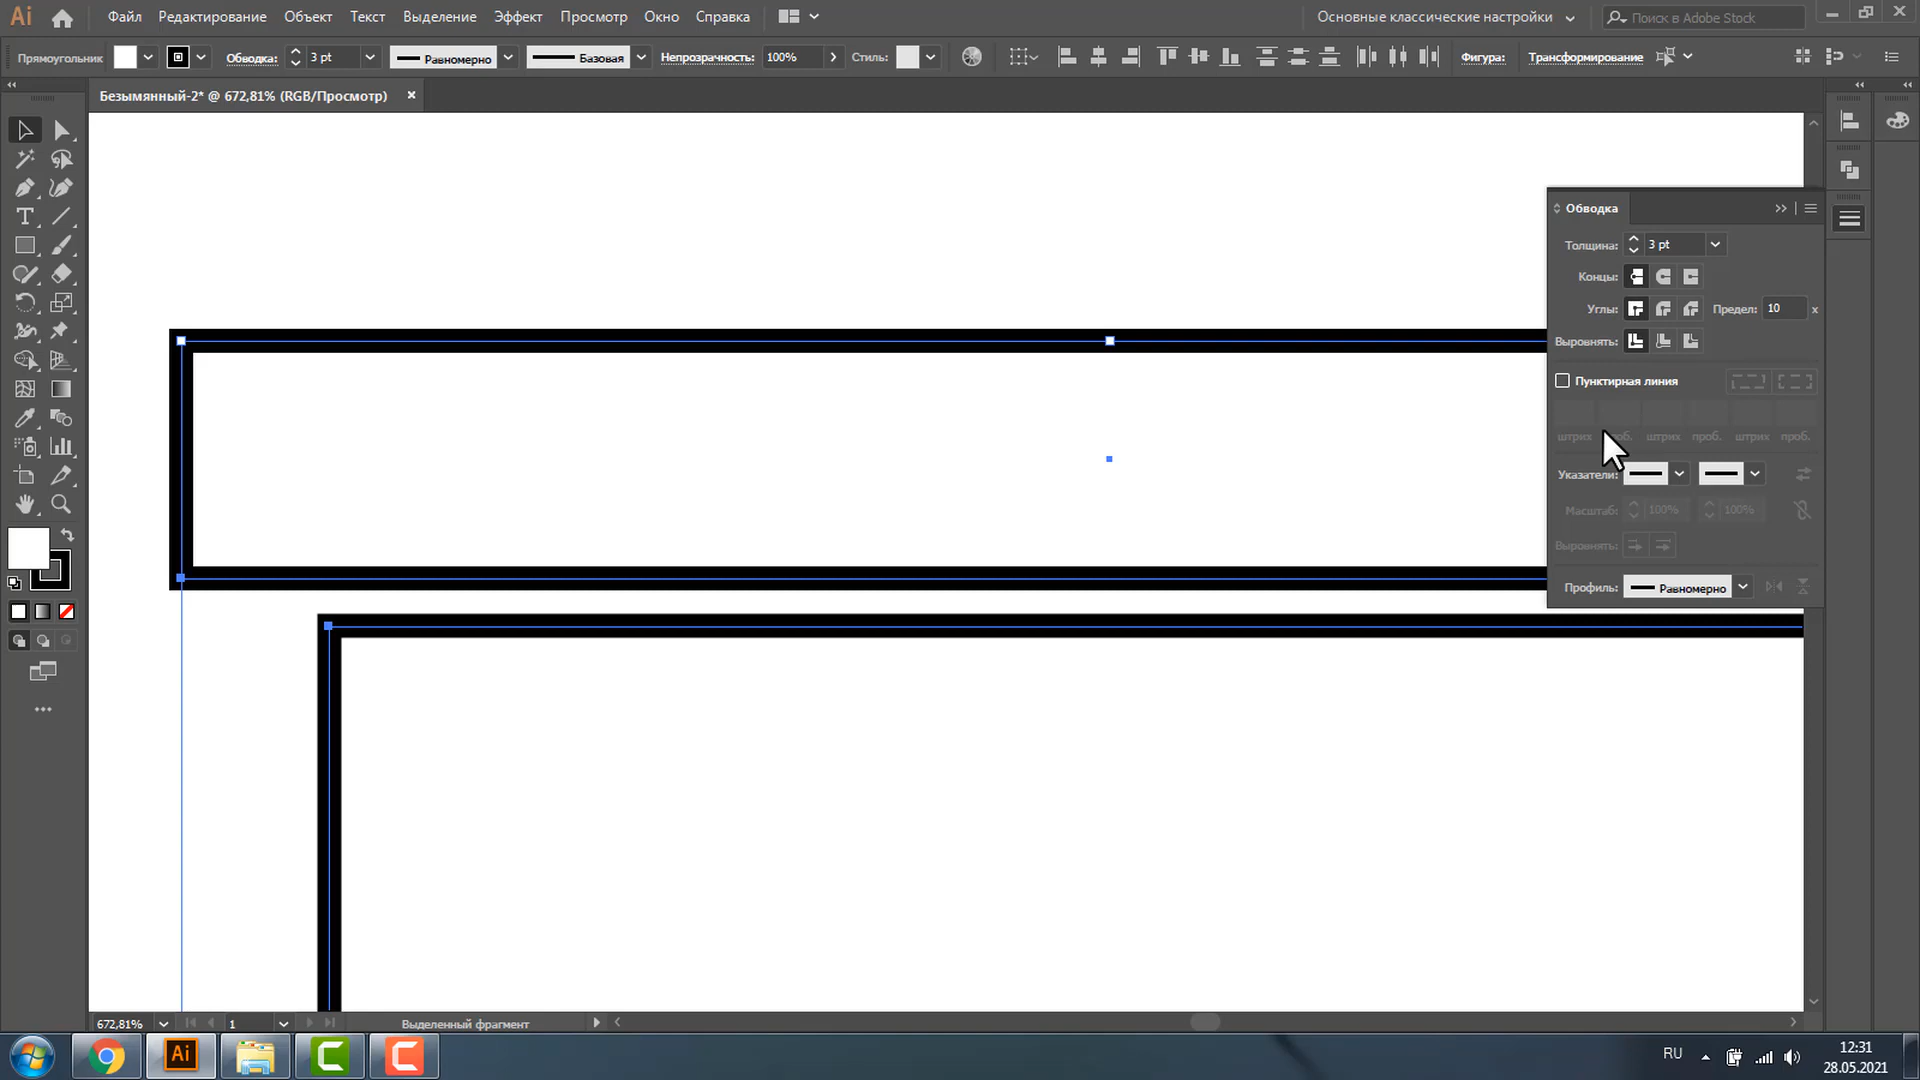 Ai Файл Редактирование Объект Текст Выделение Эффект Просмотр Окно Справка Основные классические настройки Поиск в Adobe Stock
Прямоугольник Обводка: 3 pt Равномерно Базовая Непрозрачность: 100% Стиль: Фигура: Трансформирование
Безымянный-2* @ 672,81% (RGB/Просмотр) ×
Обводка
Толщина: 3 pt
Концы:
Углы: Предел: 10 x
Выровнять:
Пунктирная линия
штрих проб. штрих проб. штрих проб.
Указатели:
Масштаб: 100% 100%
Выровнять:
Профиль: Равномерно
672,81% 1 Выделенный фрагмент
Ai C C RU 12:31
28.05.2021